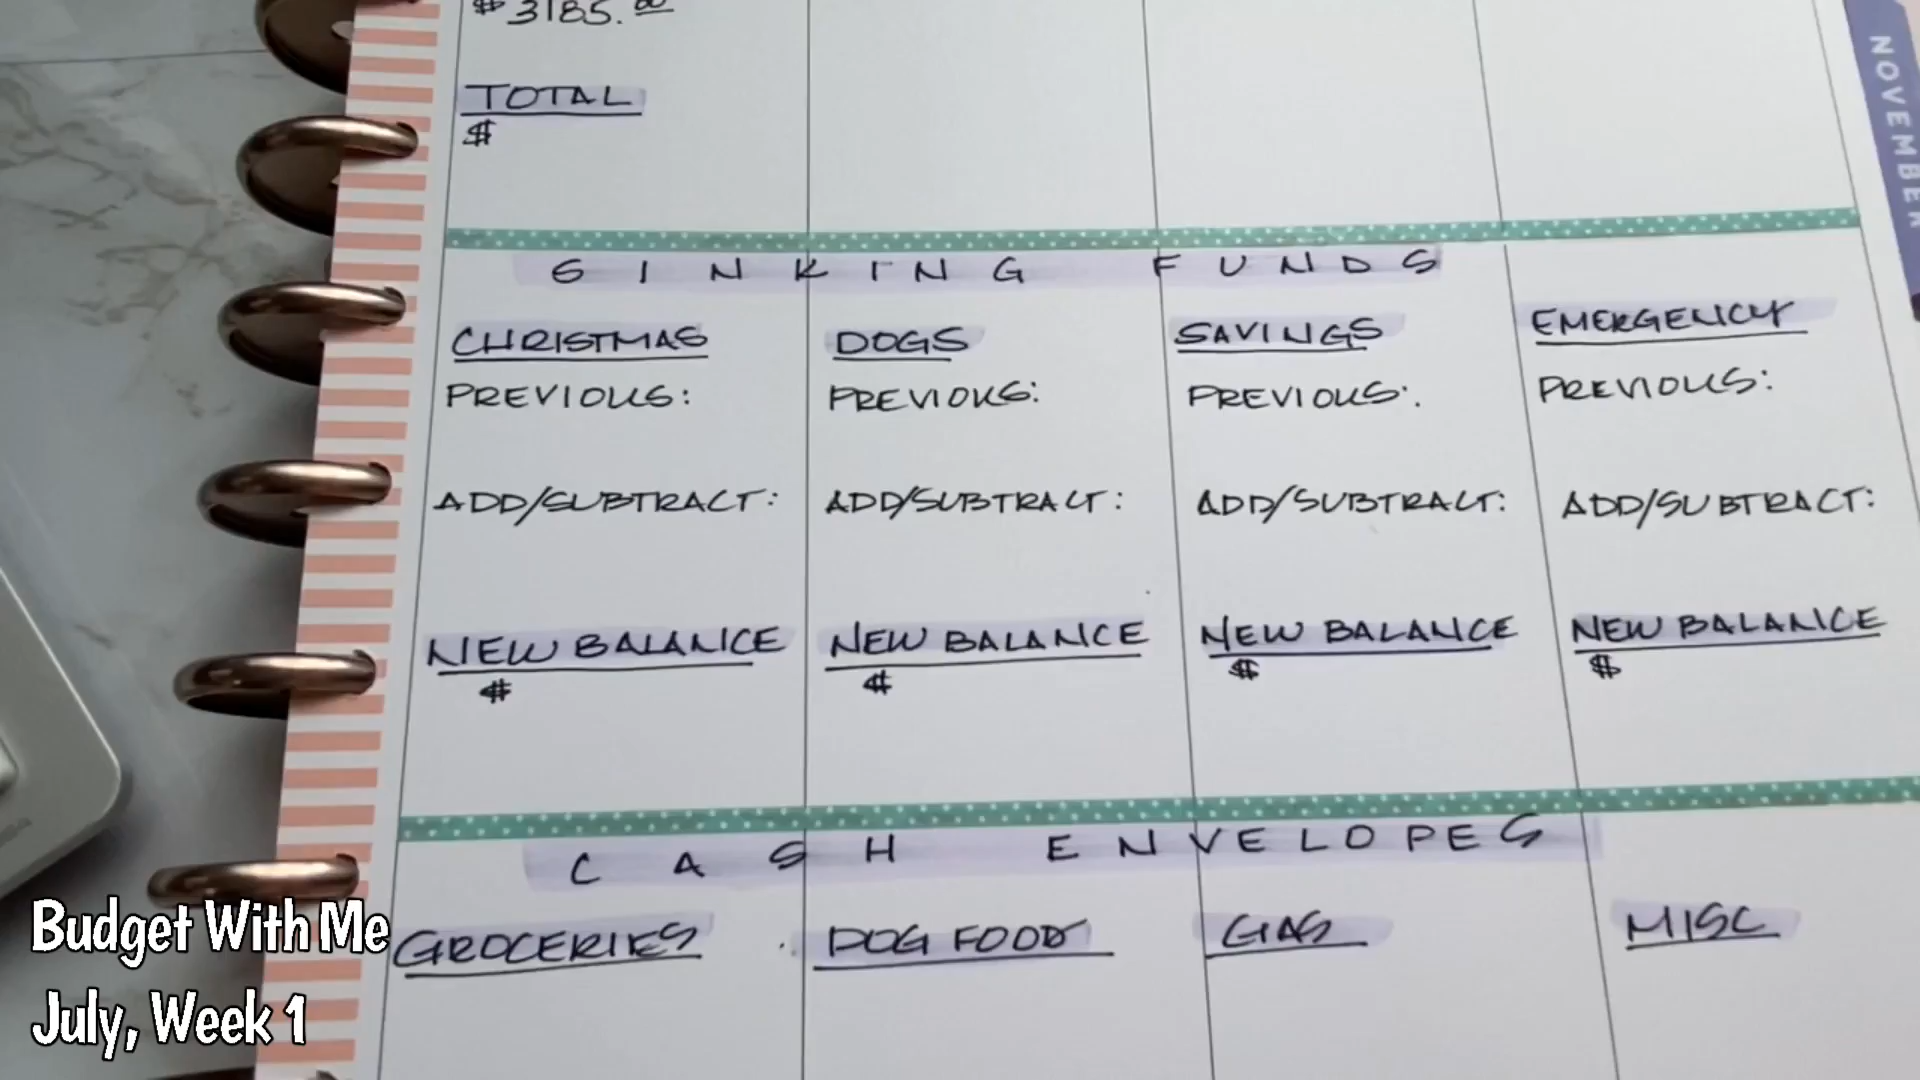 $3185.00
TOTAL
$
NOVEMBER
SINKING FUNDS
CHRISTMAS DOGS SAVINGS EMERGENCY
PREVIOUS: PREVIOUS: PREVIOUS: PREVIOUS:
ADD/SUBTRACT: ADD/SUBTRACT: ADD/SUBTRACT: ADD/SUBTRACT:
NEW BALANCE NEW BALANCE NEW BALANCE NEW BALANCE
$ $ $ $
CASH ENVELOPES
GROCERIES DOG FOOD GAS MISC
Budget With Me
July, Week 1